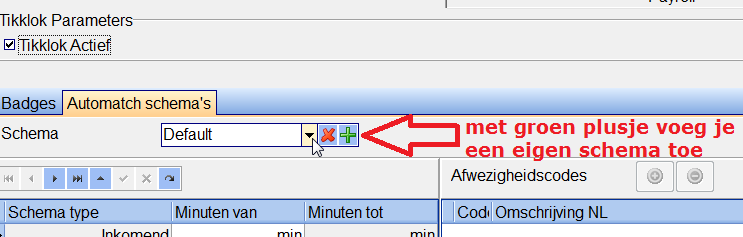 Payroll
Tikklok Parameters
Tikklok Actief
Badges Automatch schema's
Schema Default
met groen plusje voeg je
een eigen schema toe
Afwezigheidscodes
Schema type Minuten van Minuten tot Code Omschrijving NL
Inkomend min min